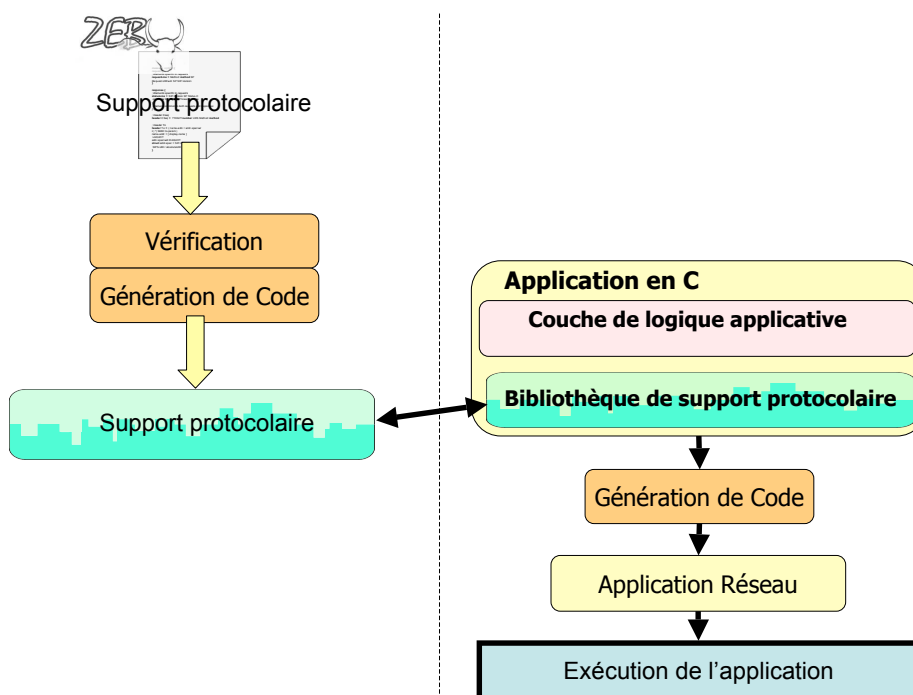 ZEBU
Support protocolaire
Vérification
Génération de Code
Support protocolaire
Application en C
Couche de logique applicative
Bibliothèque de support protocolaire
Génération de Code
Application Réseau
Exécution de l'application